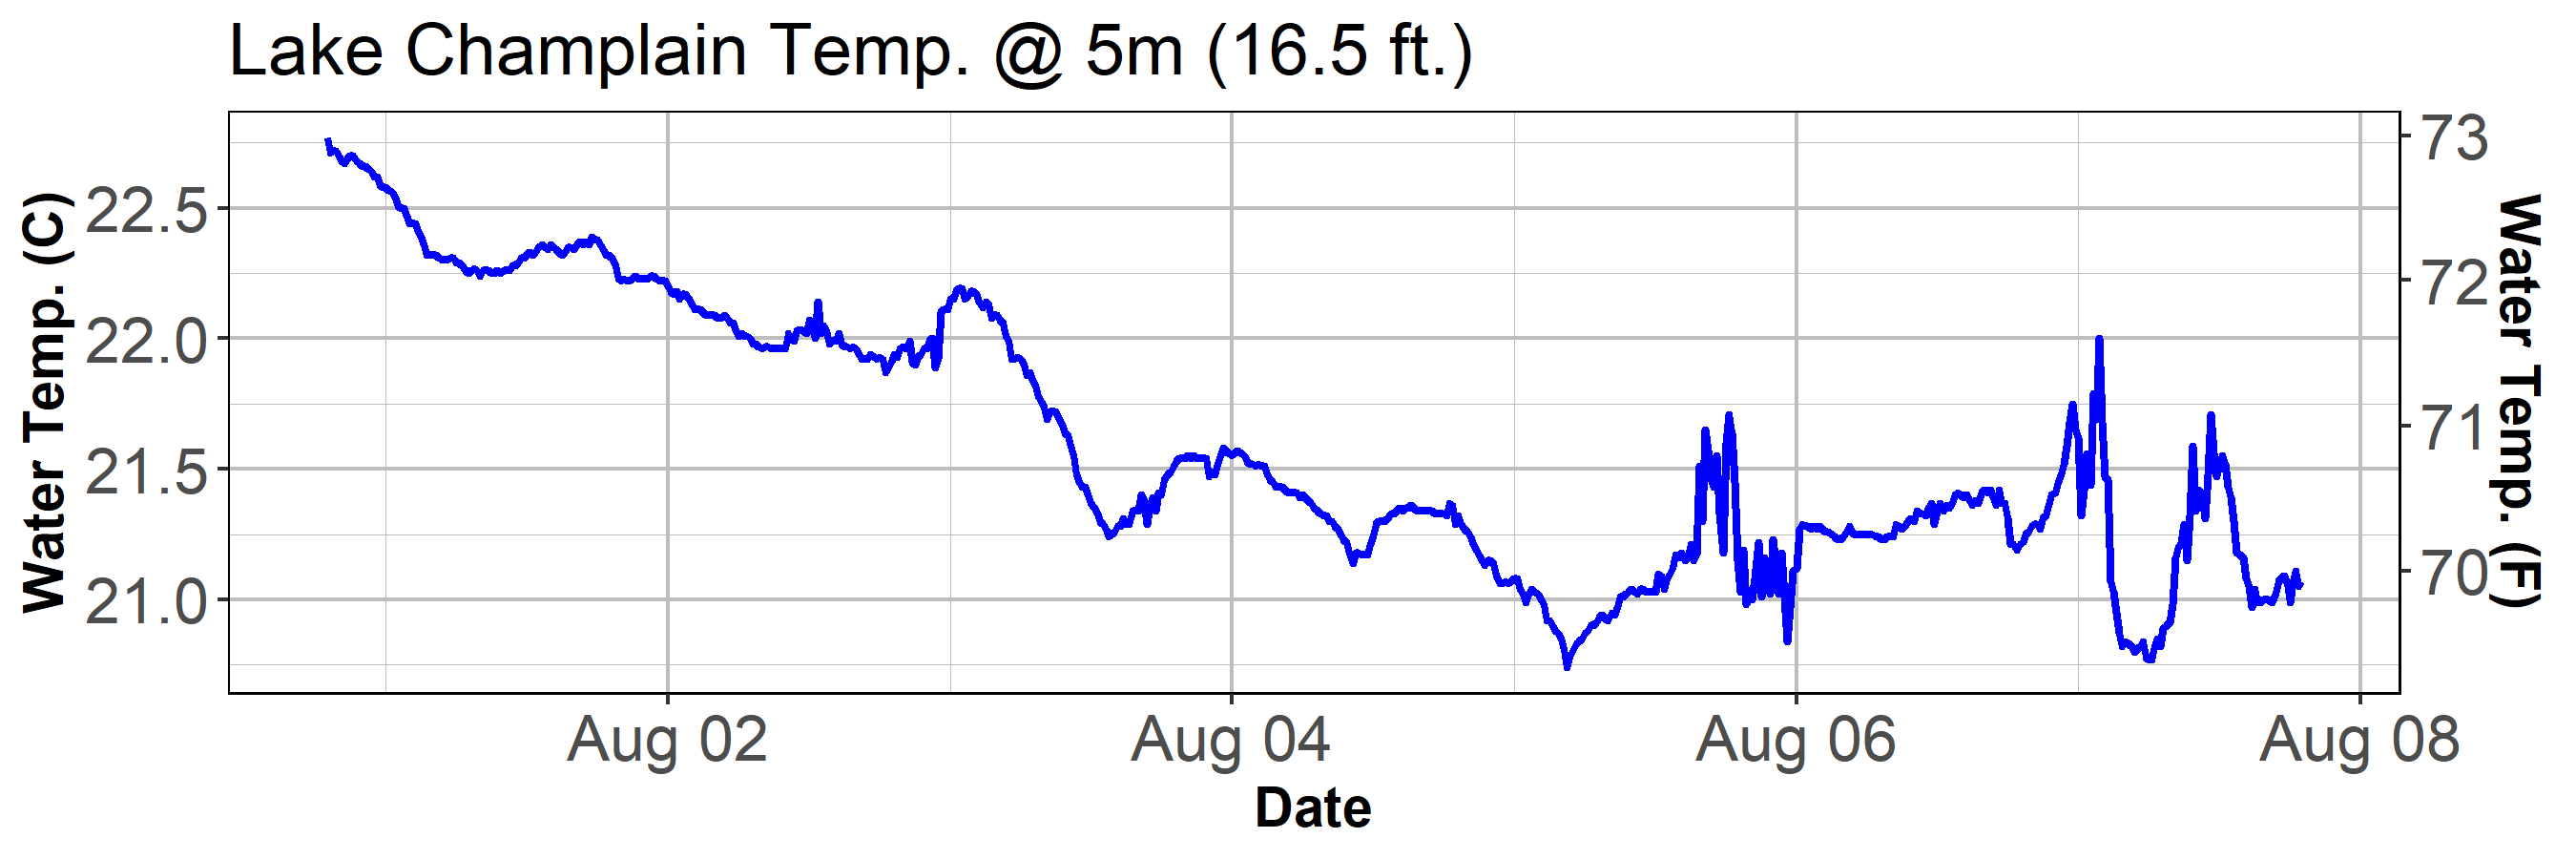 Lake Champlain Temp. @ 5m (16.5 ft.)
Water Temp. (C)
22.5
22.0
21.5
21.0
73
72
71
70
Water Temp. (F)
Aug 02 Aug 04 Aug 06 Aug 08
Date